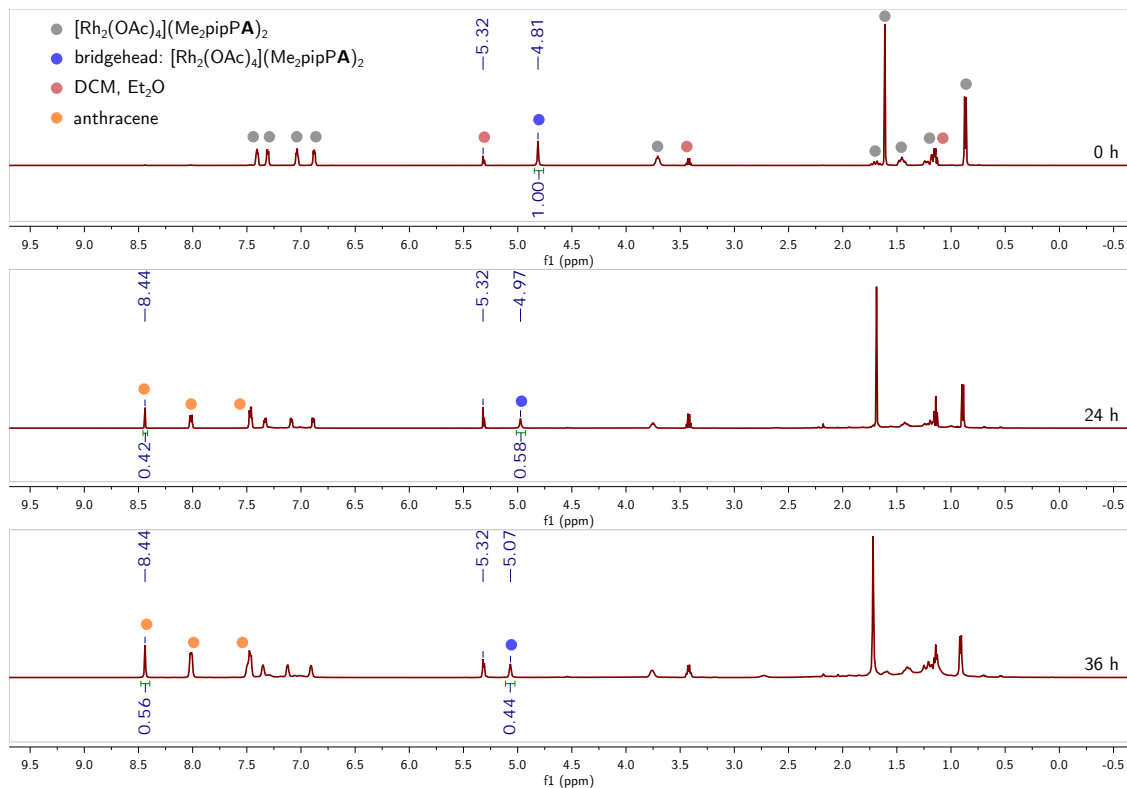 [Rh₂(OAc)₄](Me₂pipPA)₂
bridgehead: [Rh₂(OAc)₄](Me₂pipPA)₂
DCM, Et₂O
anthracene
5.32
4.81
1.00
0 h
9.5 9.0 8.5 8.0 7.5 7.0 6.5 6.0 5.5 5.0 4.5 4.0 3.5 3.0 2.5 2.0 1.5 1.0 0.5 0.0 -0.5
f1 (ppm)
8.44
5.32
4.97
0.42
0.58
24 h
9.5 9.0 8.5 8.0 7.5 7.0 6.5 6.0 5.5 5.0 4.5 4.0 3.5 3.0 2.5 2.0 1.5 1.0 0.5 0.0 -0.5
f1 (ppm)
8.44
5.32
5.07
0.56
0.44
36 h
9.5 9.0 8.5 8.0 7.5 7.0 6.5 6.0 5.5 5.0 4.5 4.0 3.5 3.0 2.5 2.0 1.5 1.0 0.5 0.0 -0.5
f1 (ppm)